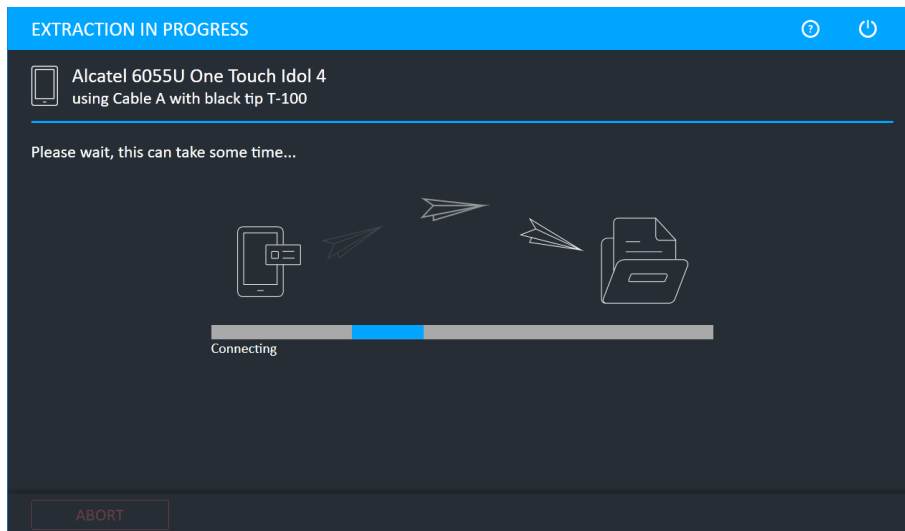 EXTRACTION IN PROGRESS
Alcatel 6055U One Touch Idol 4
using Cable A with black tip T-100
Please wait, this can take some time...
Connecting
ABORT